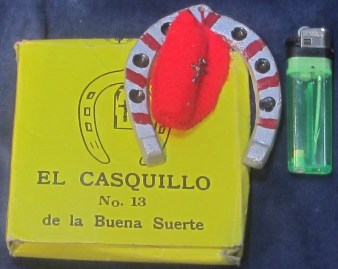 EL CASQUILLO
No. 13
de la Buena Suerte